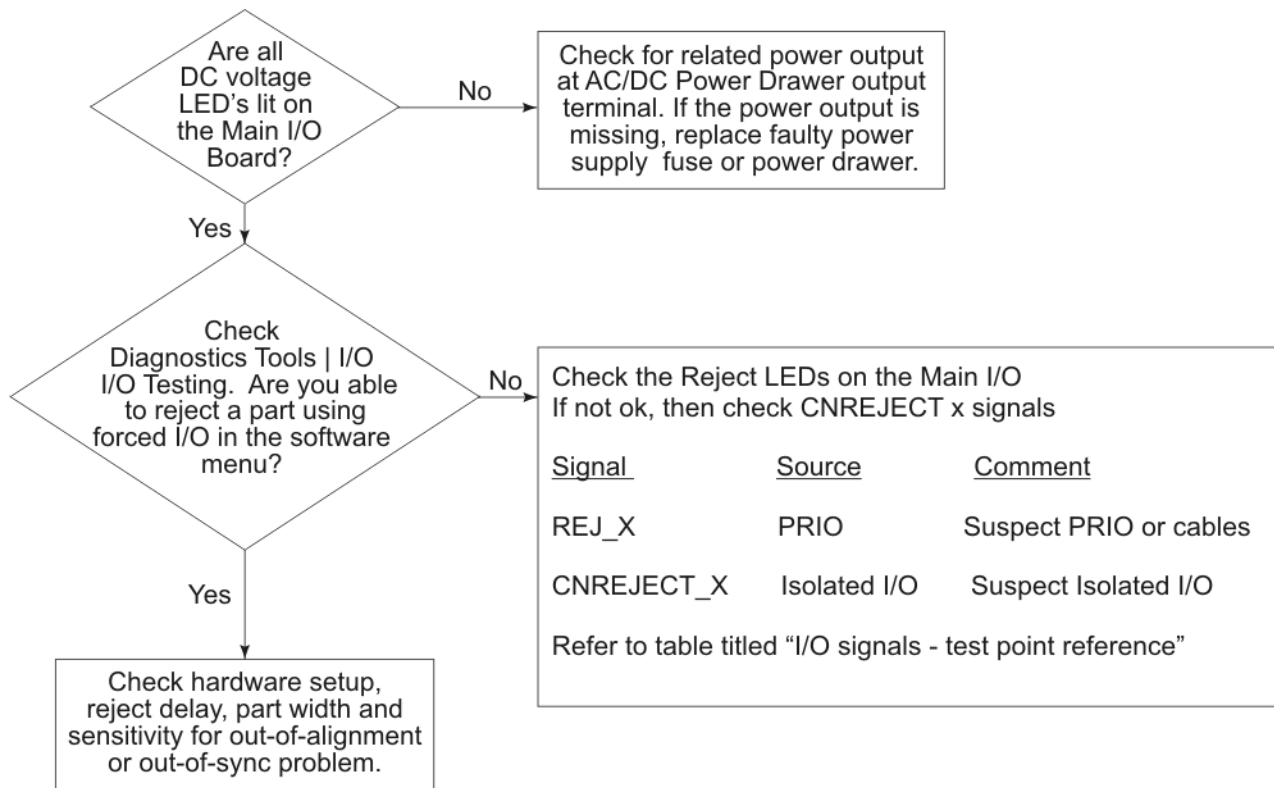 Are all
DC voltage
LED's lit on
the Main I/O
Board?
No
Check for related power output
at AC/DC Power Drawer output
terminal. If the power output is
missing, replace faulty power
supply fuse or power drawer.
Yes
Check
Diagnostics Tools | I/O
I/O Testing. Are you able
to reject a part using
forced I/O in the software
menu?
No
Check the Reject LEDs on the Main I/O
If not ok, then check CNREJECT x signals
Signal Source Comment
REJ_X PRIO Suspect PRIO or cables
CNREJECT_X Isolated I/O Suspect Isolated I/O
Refer to table titled “I/O signals - test point reference”
Yes
Check hardware setup,
reject delay, part width and
sensitivity for out-of-alignment
or out-of-sync problem.